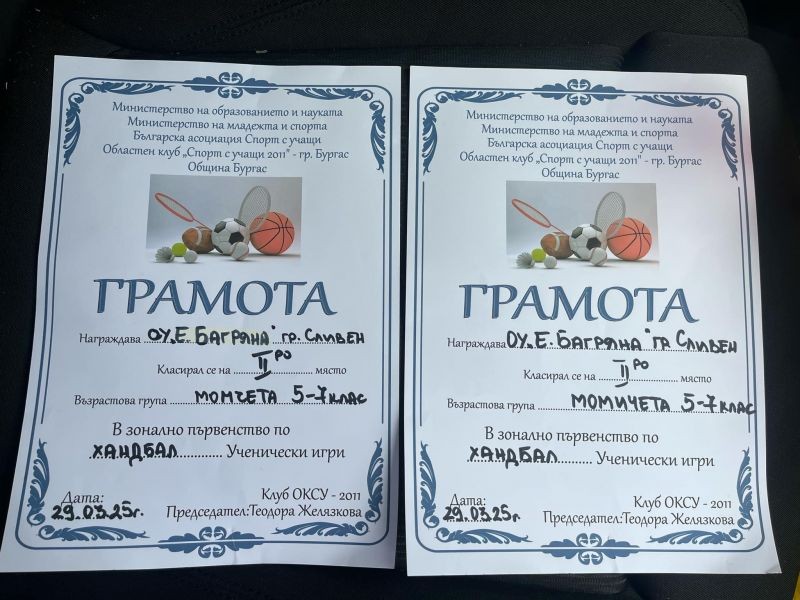 Министерство на образованието и науката
Министерство на младежта и спорта
Българска асоциация Спорт с учащи
Областен клуб „Спорт с учащи 2011" - гр. Бургас
Община Бургас
ГРАМОТА
Награждава ОУ„Е. БАГРЯНА" ГР. СЛИВЕН
Класирал се на II РО място
Възрастова група МОМЧЕТА 5-7 КЛАС
В зонално първенство по
ХАНДБАЛ Ученически игри
Дата: Клуб ОКСУ - 2011
29.03.25г. Председател:Теодора Желязкова
Министерство на образованието и науката
Министерство на младежта и спорта
Българска асоциация Спорт с учащи
Областен клуб „Спорт с учащи 2011" - гр. Бургас
Община Бургас
ГРАМОТА
Награждава ОУ„Е. БАГРЯНА" ГР. СЛИВЕН
Класирал се на II РО място
Възрастова група МОМИЧЕТА 5-7 КЛАС
В зонално първенство по
ХАНДБАЛ Ученически игри
Дата: Клуб ОКСУ - 2011
29.03.25г. Председател:Теодора Желязкова